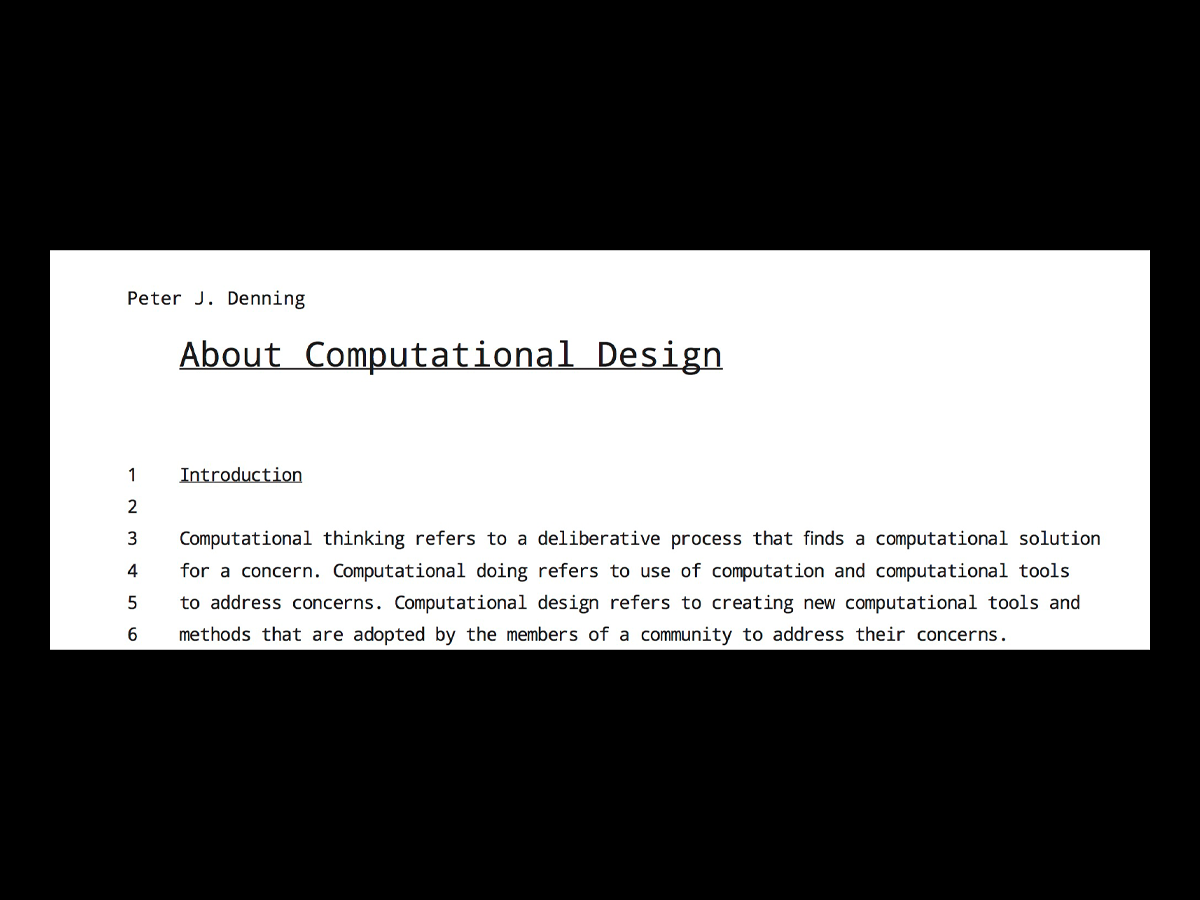 Peter J. Denning
About Computational Design
1 Introduction
2
3 Computational thinking refers to a deliberative process that finds a computational solution
4 for a concern. Computational doing refers to use of computation and computational tools
5 to address concerns. Computational design refers to creating new computational tools and
6 methods that are adopted by the members of a community to address their concerns.